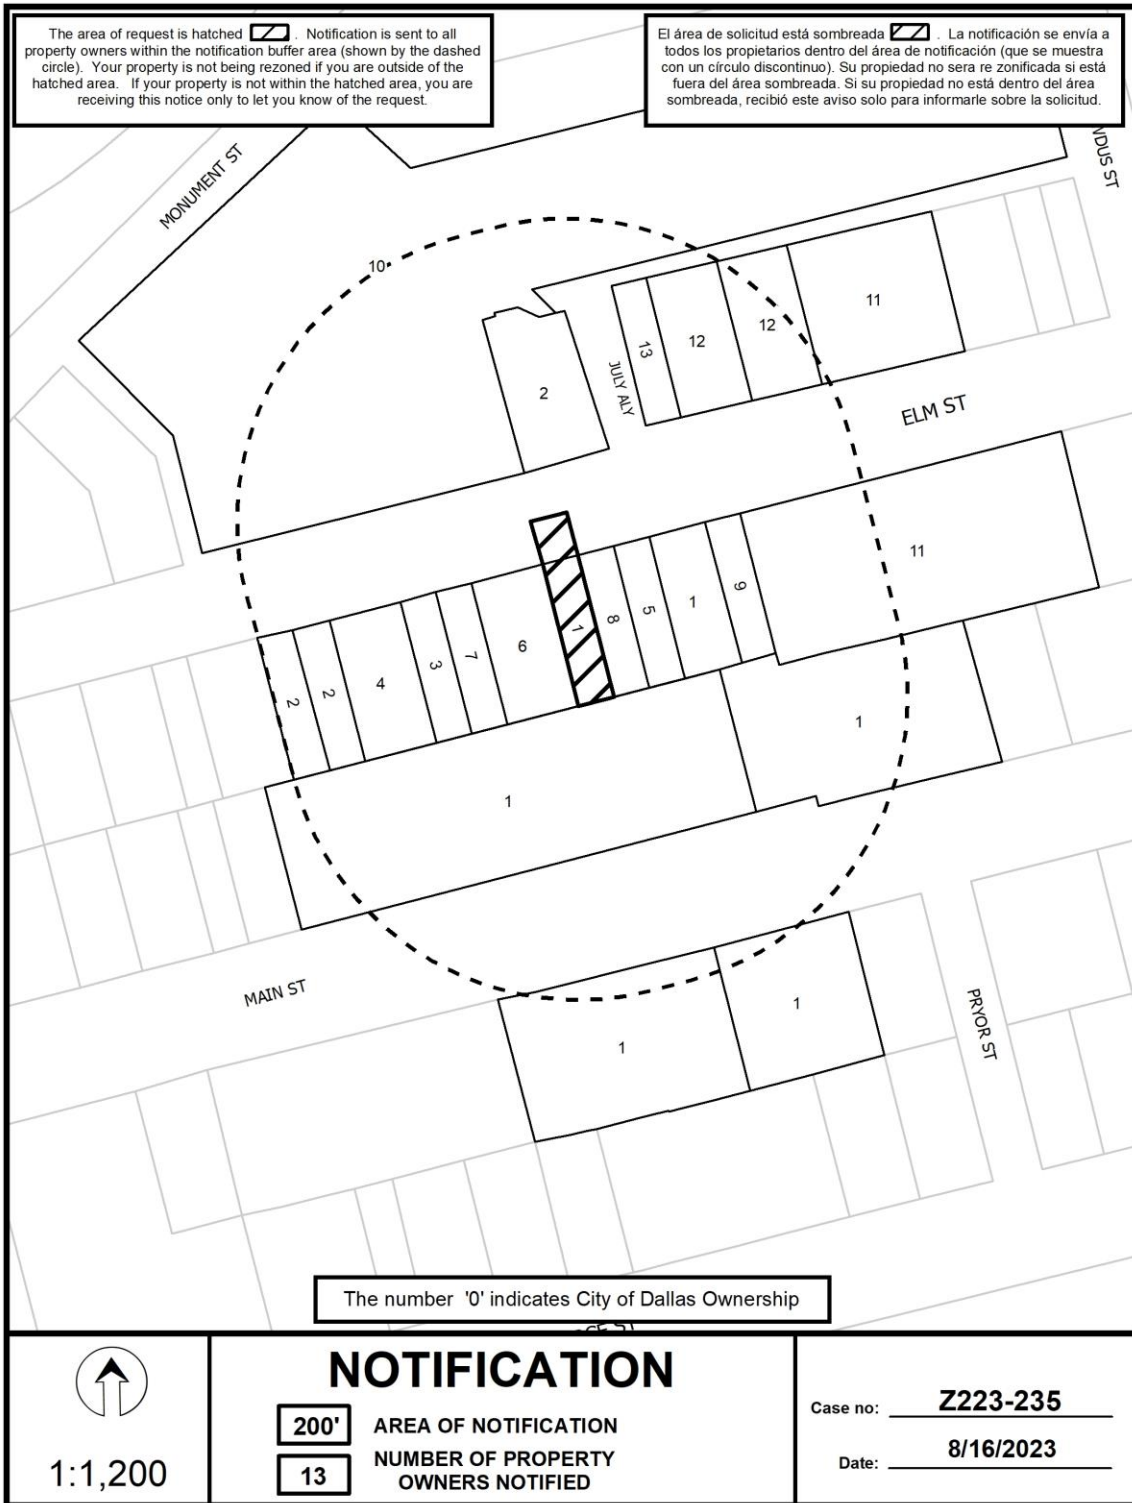 The area of request is hatched . Notification is sent to all
property owners within the notification buffer area (shown by the dashed
circle). Your property is not being rezoned if you are outside of the
hatched area. If your property is not within the hatched area, you are
receiving this notice only to let you know of the request.
El área de solicitud está sombreada . La notificación se envía a
todos los propietarios dentro del área de notificación (que se muestra
con un círculo discontinuo). Su propiedad no sera re zonificada si está
fuera del área sombreada. Si su propiedad no está dentro del área
sombreada, recibió este aviso solo para informarle sobre la solicitud.
MONUMENT ST
10
11
12
12
13
2
JULY ALY
ELM ST
11
9
1
5
8
1
6
7
3
4
2
2
1
1
MAIN ST
1
1
PRYOR ST
The number '0' indicates City of Dallas Ownership
1:1,200
NOTIFICATION
200' AREA OF NOTIFICATION
13 NUMBER OF PROPERTY
OWNERS NOTIFIED
Case no: Z223-235
Date: 8/16/2023